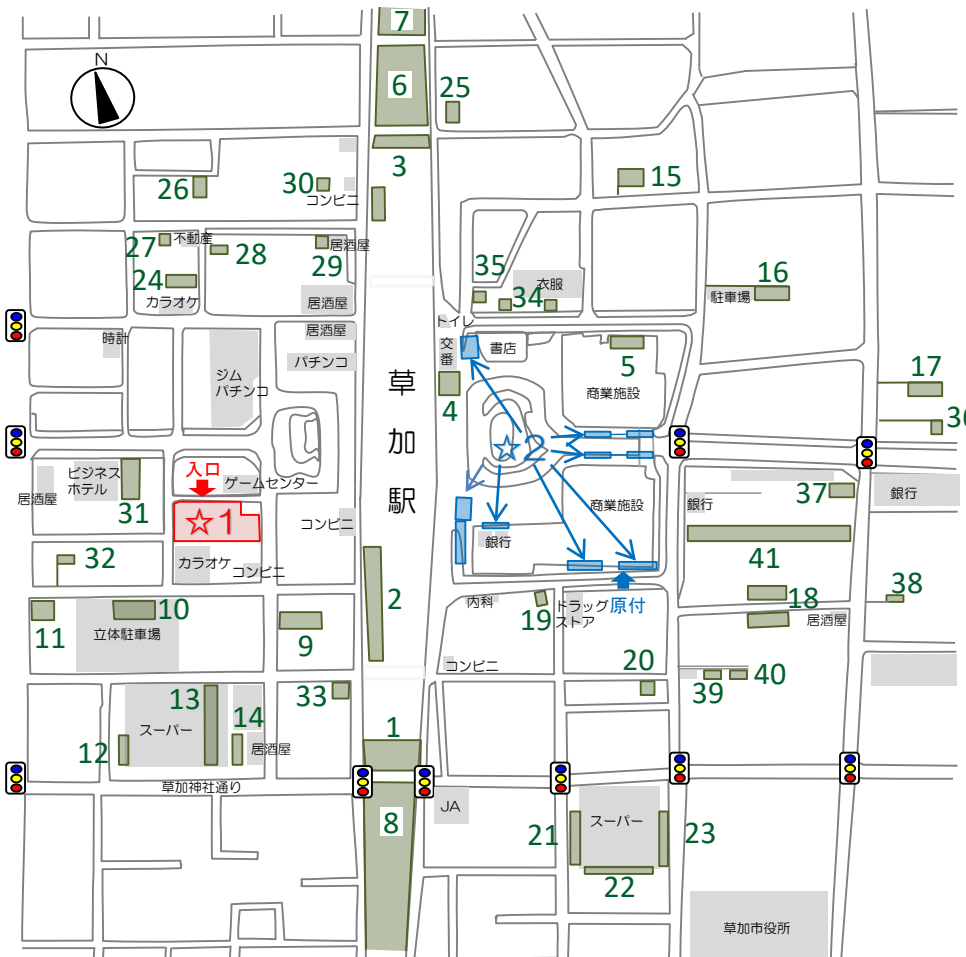 7
N
6
25
3
15
26
30
コンビニ
27
不動産
28
居酒屋
29
24
カラオケ
居酒屋
35
衣服
34
16
駐車場
トイレ
居酒屋
時計
パチンコ
交番
書店
5
17
ジム
パチンコ
商業施設
4
草加駅
36
☆2
入口
ゲームセンター
ビジネス
ホテル
居酒屋
31
☆1
コンビニ
商業施設
銀行
37
銀行
銀行
32
カラオケ
コンビニ
41
2
内科
19
ドラッグ
ストア
原付
18
居酒屋
38
11
10
立体駐車場
9
コンビニ
20
39
40
13
14
33
スーパー
12
居酒屋
1
草加神社通り
JA
8
21
スーパー
23
22
草加市役所